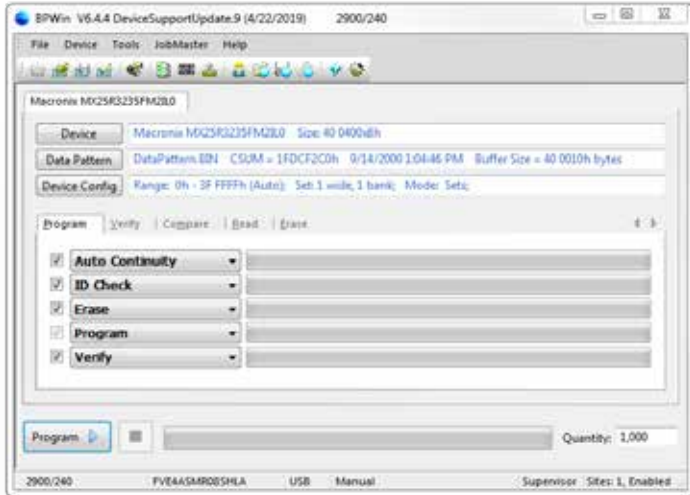 BPWin V6.4.4 DeviceSupportUpdate.9 (4/22/2019) 2900/240
File Device Tools JobMaster Help
Macronix MX25R3235FM2IL0
Device Macronix MX25R3235FM2IL0 Size: 40 0400x8h
Data Pattern DataPattern.BIN CSUM = 1FDCF2C0h 9/14/2000 1:04:46 PM Buffer Size = 40 0010h bytes
Device Config Range: 0h - 3F FFFFh (Auto); Set: 1 wide, 1 bank; Mode: Sets;
Program Verify Compare Read Erase
Auto Continuity
ID Check
Erase
Program
Verify
Program Quantity: 1,000
2900/240 USB Manual Supervisor Sites: 1, Enabled